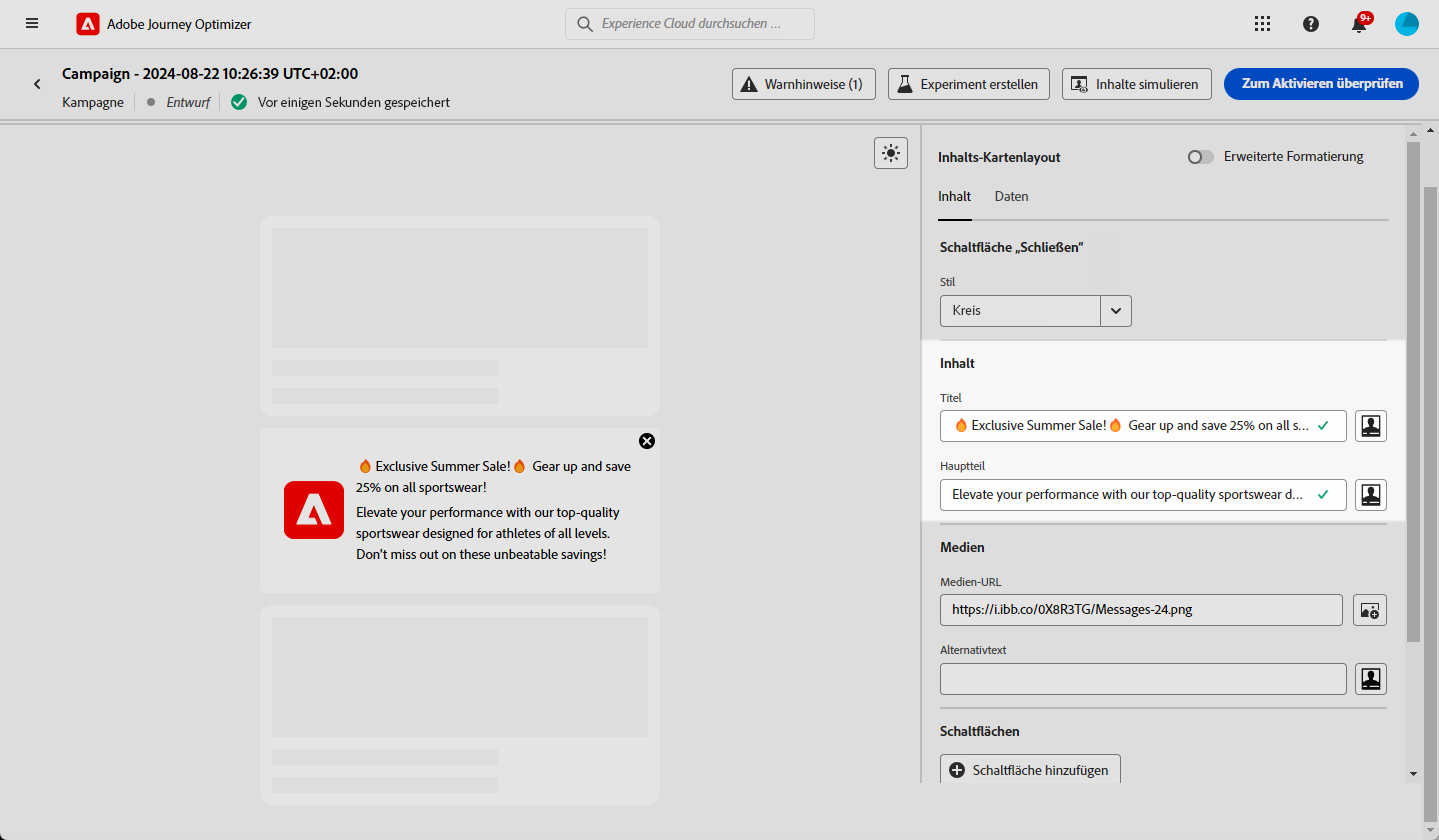 Adobe Journey Optimizer
Experience Cloud durchsuchen ...
9+
Campaign - 2024-08-22 10:26:39 UTC+02:00
Kampagne
Entwurf
Vor einigen Sekunden gespeichert
Warnhinweise (1)
Experiment erstellen
Inhalte simulieren
Zum Aktivieren überprüfen
🔥 Exclusive Summer Sale! 🔥 Gear up and save
25% on all sportswear!
Elevate your performance with our top-quality
sportswear designed for athletes of all levels.
Don't miss out on these unbeatable savings!
Inhalts-Kartenlayout
Erweiterte Formatierung
Inhalt
Daten
Schaltfläche „Schließen“
Stil
Kreis
Inhalt
Titel
🔥 Exclusive Summer Sale! 🔥 Gear up and save 25% on all s...
Hauptteil
Elevate your performance with our top-quality sportswear d...
Medien
Medien-URL
https://i.ibb.co/0X8R3TG/Messages-24.png
Alternativtext
Schaltflächen
Schaltfläche hinzufügen